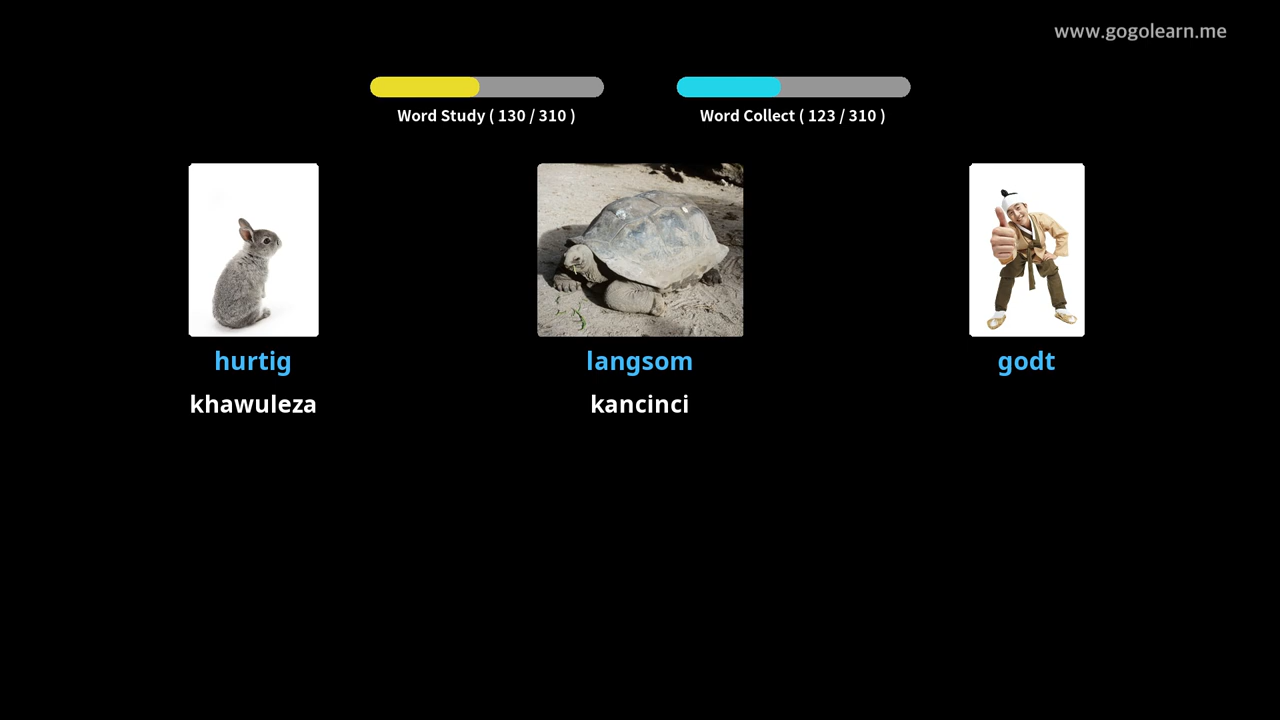 www.gogolearn.me
Word Study ( 130 / 310 )
Word Collect ( 123 / 310 )
hurtig
langsom
godt
khawuleza
kancinci